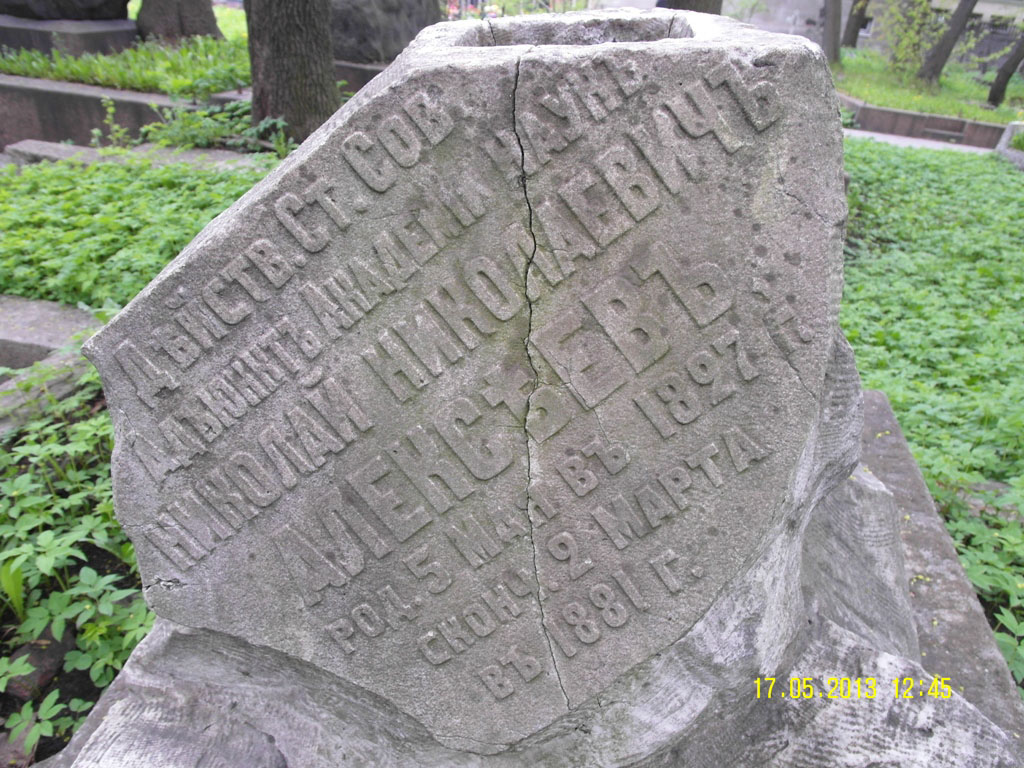 ДѢЙСТВ. СТ. СОВ.
АДЪЮНКТЪ АКАДЕМІИ НАУКЪ
НИКОЛАЙ НИКОЛАЕВИЧЪ
АЛЕКСѢЕВЪ
РОД. 5 МАЯ ВЪ 1827 Г.
СКОНЧ. 2 МАРТА
ВЪ 1881 Г.
17.05.2013 12:45